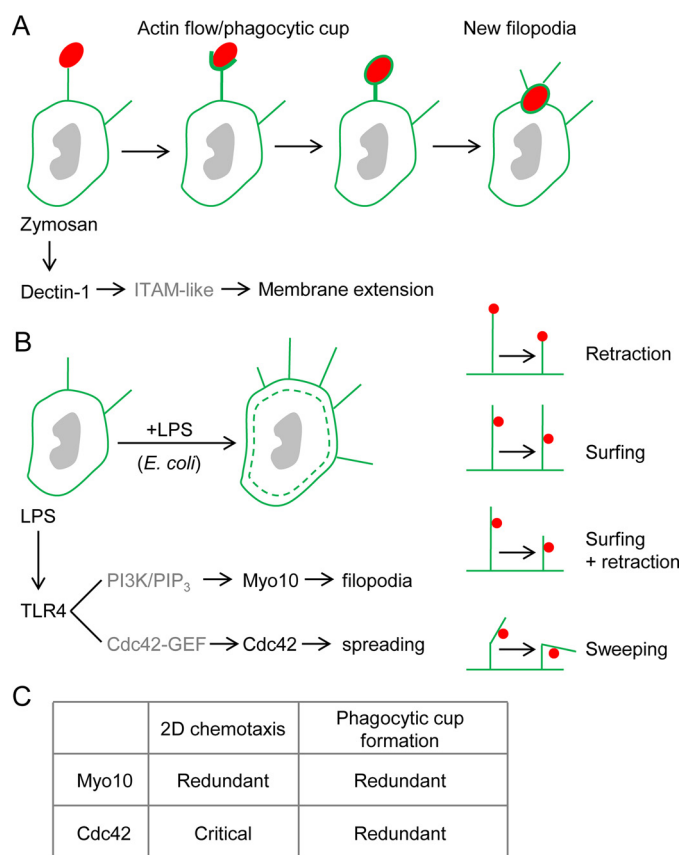 A
Actin flow/phagocytic cup
New filopodia
Zymosan
Dectin-1
ITAM-like
Membrane extension
B
+LPS
(E. coli)
LPS
TLR4
PI3K/PIP3
Myo10
filopodia
Cdc42-GEF
Cdc42
spreading
Retraction
Surfing
Surfing
+ retraction
Sweeping
C
2D chemotaxis
Phagocytic cup
formation
Myo10
Redundant
Redundant
Cdc42
Critical
Redundant